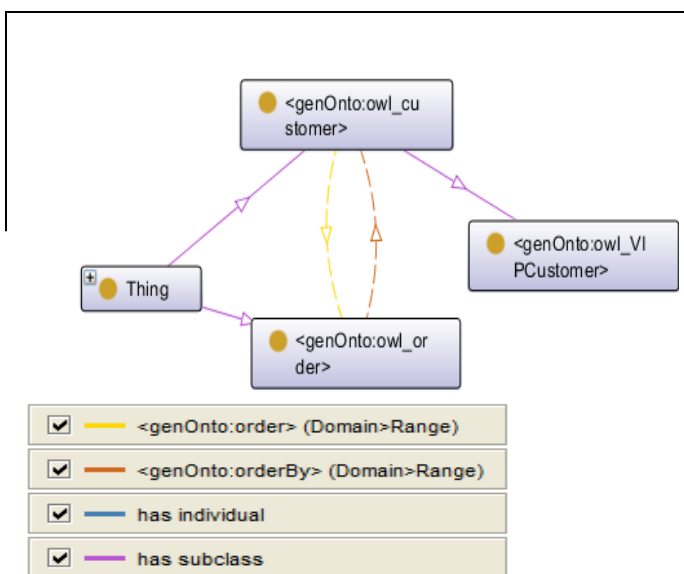 <genOnto:owl_cu
stomer>
<genOnto:owl_VI
PCustomer>
Thing
<genOnto:owl_or
der>
<genOnto:order> (Domain>Range)
<genOnto:orderBy> (Domain>Range)
has individual
has subclass